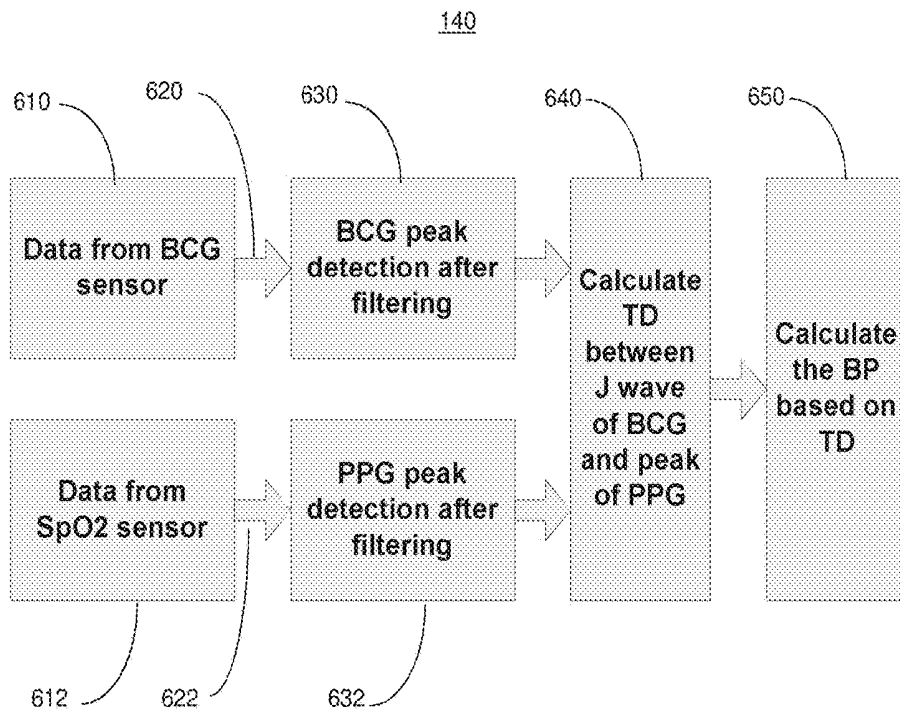 140
610
620
630
640
650
Data from BCG
sensor
BCG peak
detection after
filtering
Calculate
TD
between
J wave
of BCG
and peak
of PPG
Calculate
the BP
based on
TD
Data from
SpO2 sensor
PPG peak
detection after
filtering
612
622
632